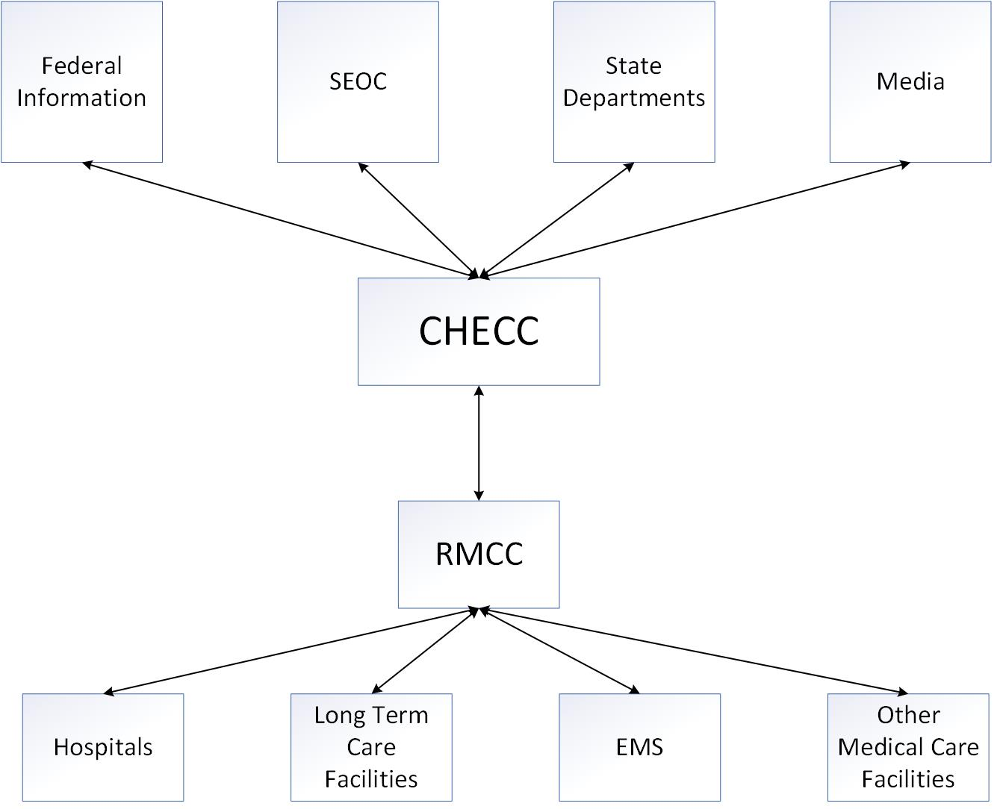 Federal
Information
SEOC
State
Departments
Media
CHECC
RMCC
Hospitals
Long Term
Care
Facilities
EMS
Other
Medical Care
Facilities